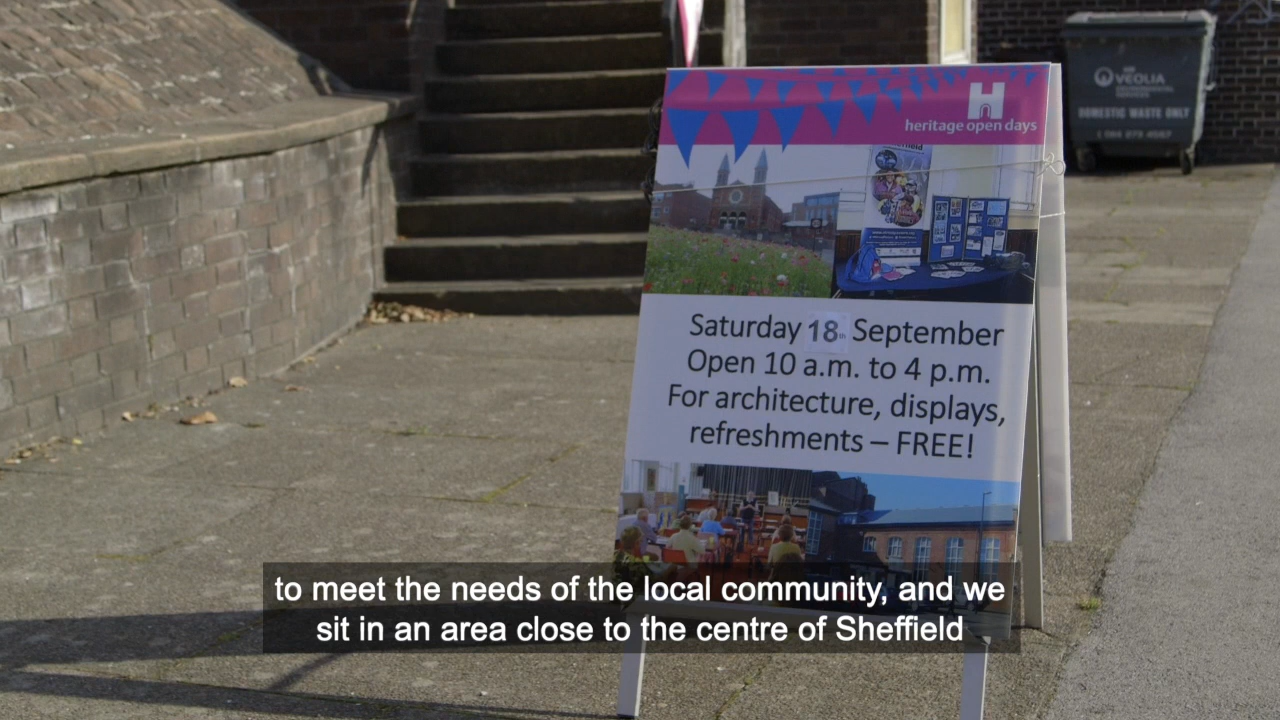 VEOLIA
DOMESTIC WASTE ONLY
heritage open days
Saturday 18th September
Open 10 a.m. to 4 p.m.
For architecture, displays,
refreshments – FREE!
to meet the needs of the local community, and we
sit in an area close to the centre of Sheffield